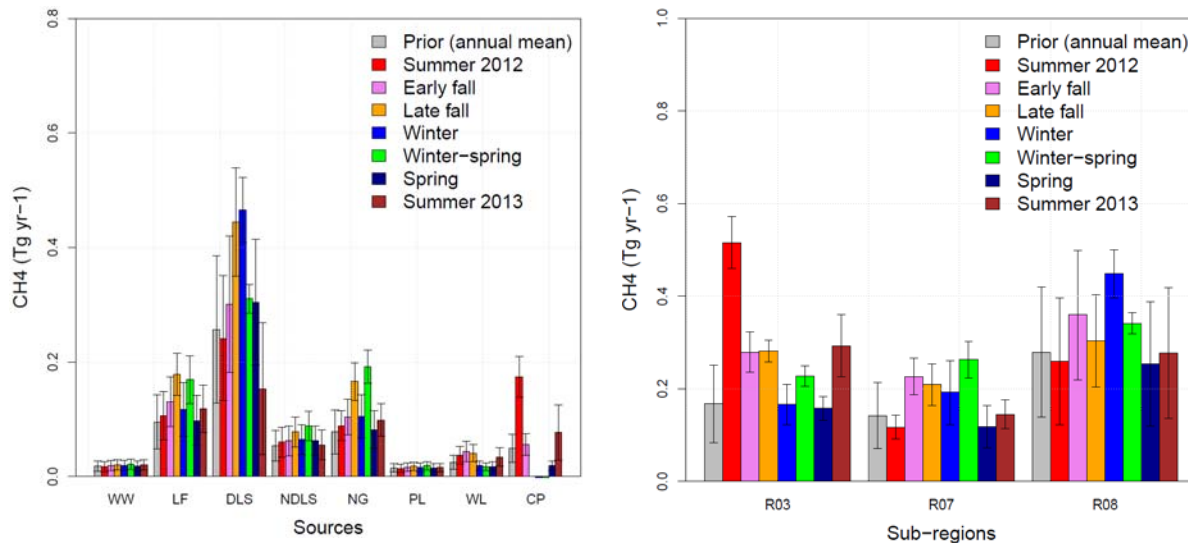 0.8
0.6
0.4
0.2
0.0
CH4 (Tg yr−1)
Prior (annual mean)
Summer 2012
Early fall
Late fall
Winter
Winter−spring
Spring
Summer 2013
WW LF DLS NDLS NG PL WL CP
Sources
1.0
0.8
0.6
0.4
0.2
0.0
CH4 (Tg yr−1)
Prior (annual mean)
Summer 2012
Early fall
Late fall
Winter
Winter−spring
Spring
Summer 2013
R03 R07 R08
Sub−regions